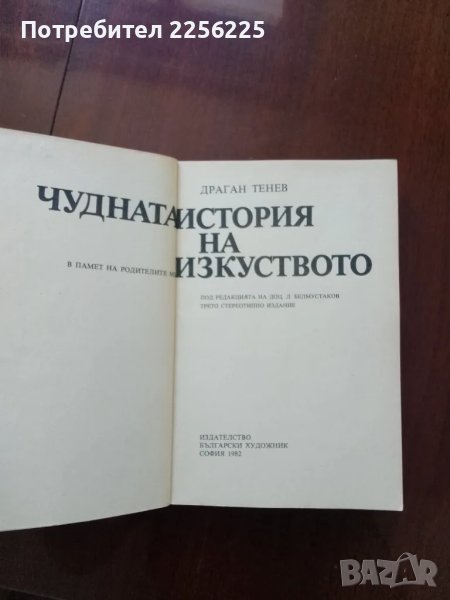 Потребител 2256225
ДРАГАН ТЕНЕВ
ЧУДНАТА ИСТОРИЯ
НА
ИЗКУСТВОТО
В ПАМЕТ НА РОДИТЕЛИТЕ М
ПОД РЕДАКЦИЯТА НА ДОЦ. Л. БЕЛМУСТАКОВ
ТРЕТО СТЕРЕОТИПНО ИЗДАНИЕ
ИЗДАТЕЛСТВО
БЪЛГАРСКИ ХУДОЖНИК
СОФИЯ 1982
BAZAR